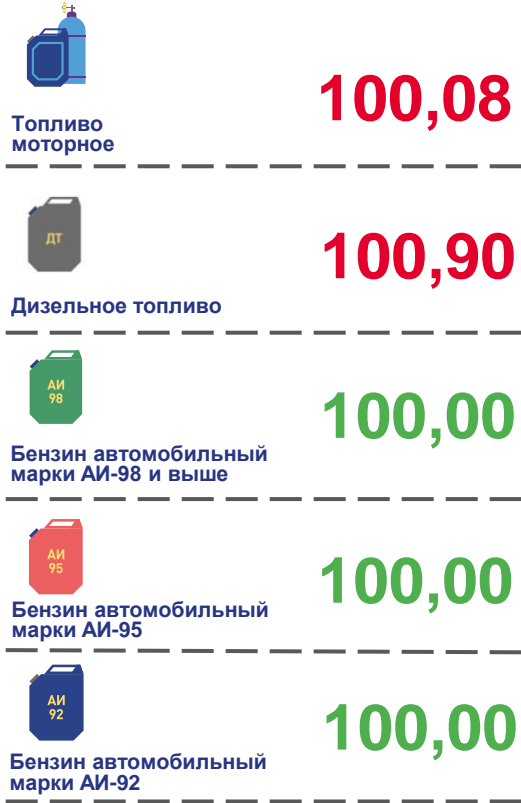 100,08
Топливо
моторное
ДТ
100,90
Дизельное топливо
АИ
98
100,00
Бензин автомобильный
марки АИ-98 и выше
АИ
95
100,00
Бензин автомобильный
марки АИ-95
АИ
92
100,00
Бензин автомобильный
марки АИ-92